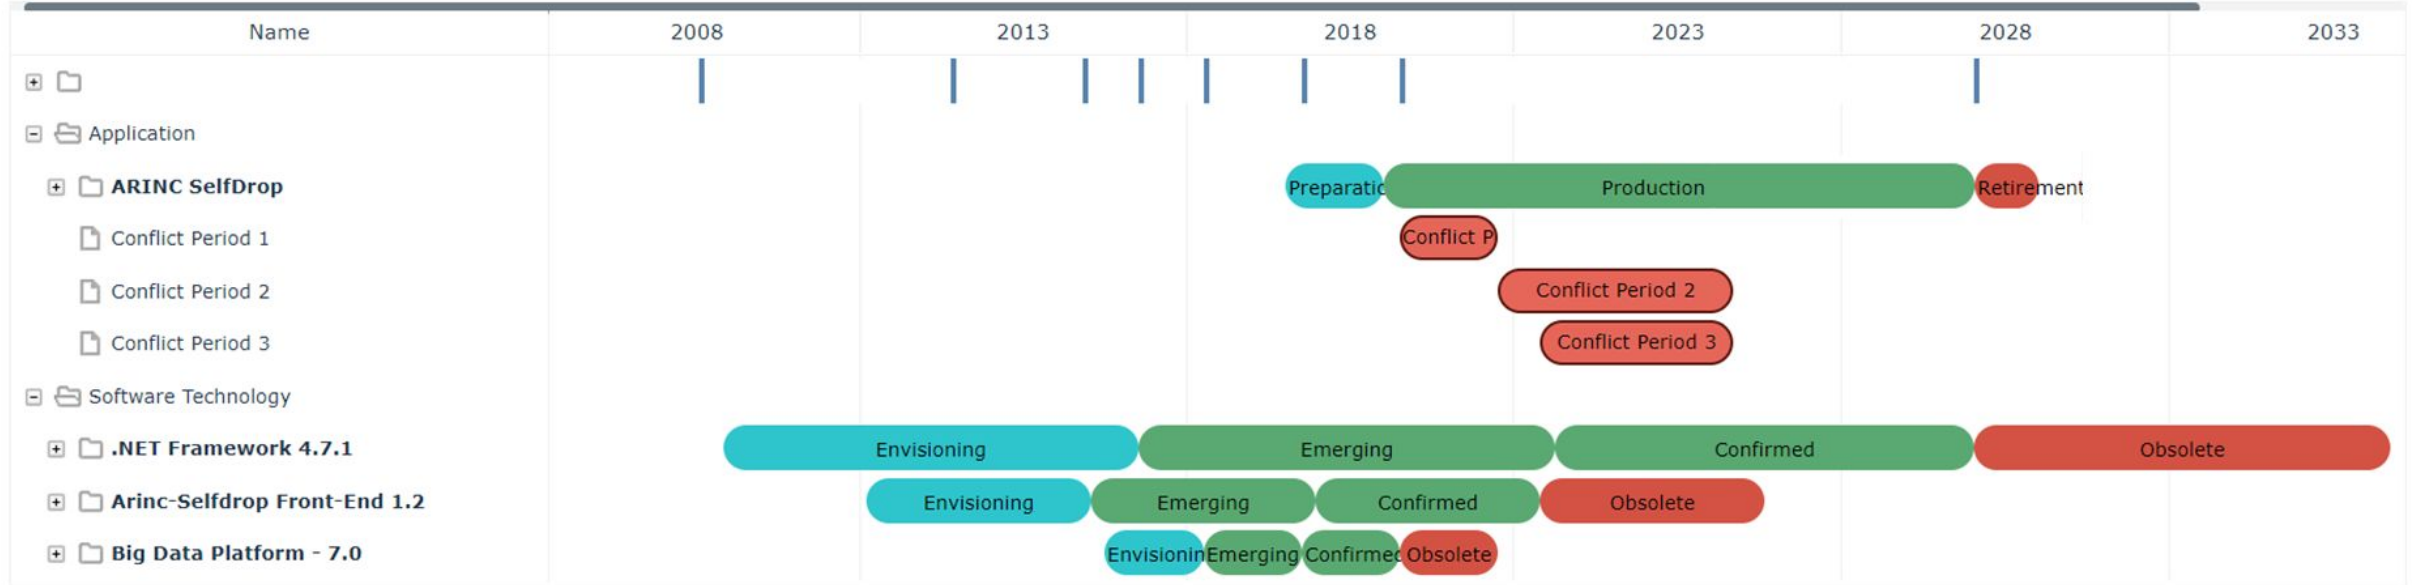 Name 2008 2013 2018 2023 2028 2033
Application
ARINC SelfDrop Preparatic Production Retirement
Conflict Period 1 Conflict P
Conflict Period 2 Conflict Period 2
Conflict Period 3 Conflict Period 3
Software Technology
.NET Framework 4.7.1 Envisioning Emerging Confirmed Obsolete
Arinc-Selfdrop Front-End 1.2 Envisioning Emerging Confirmed Obsolete
Big Data Platform - 7.0 Envisionin Emerging Confirmec Obsolete